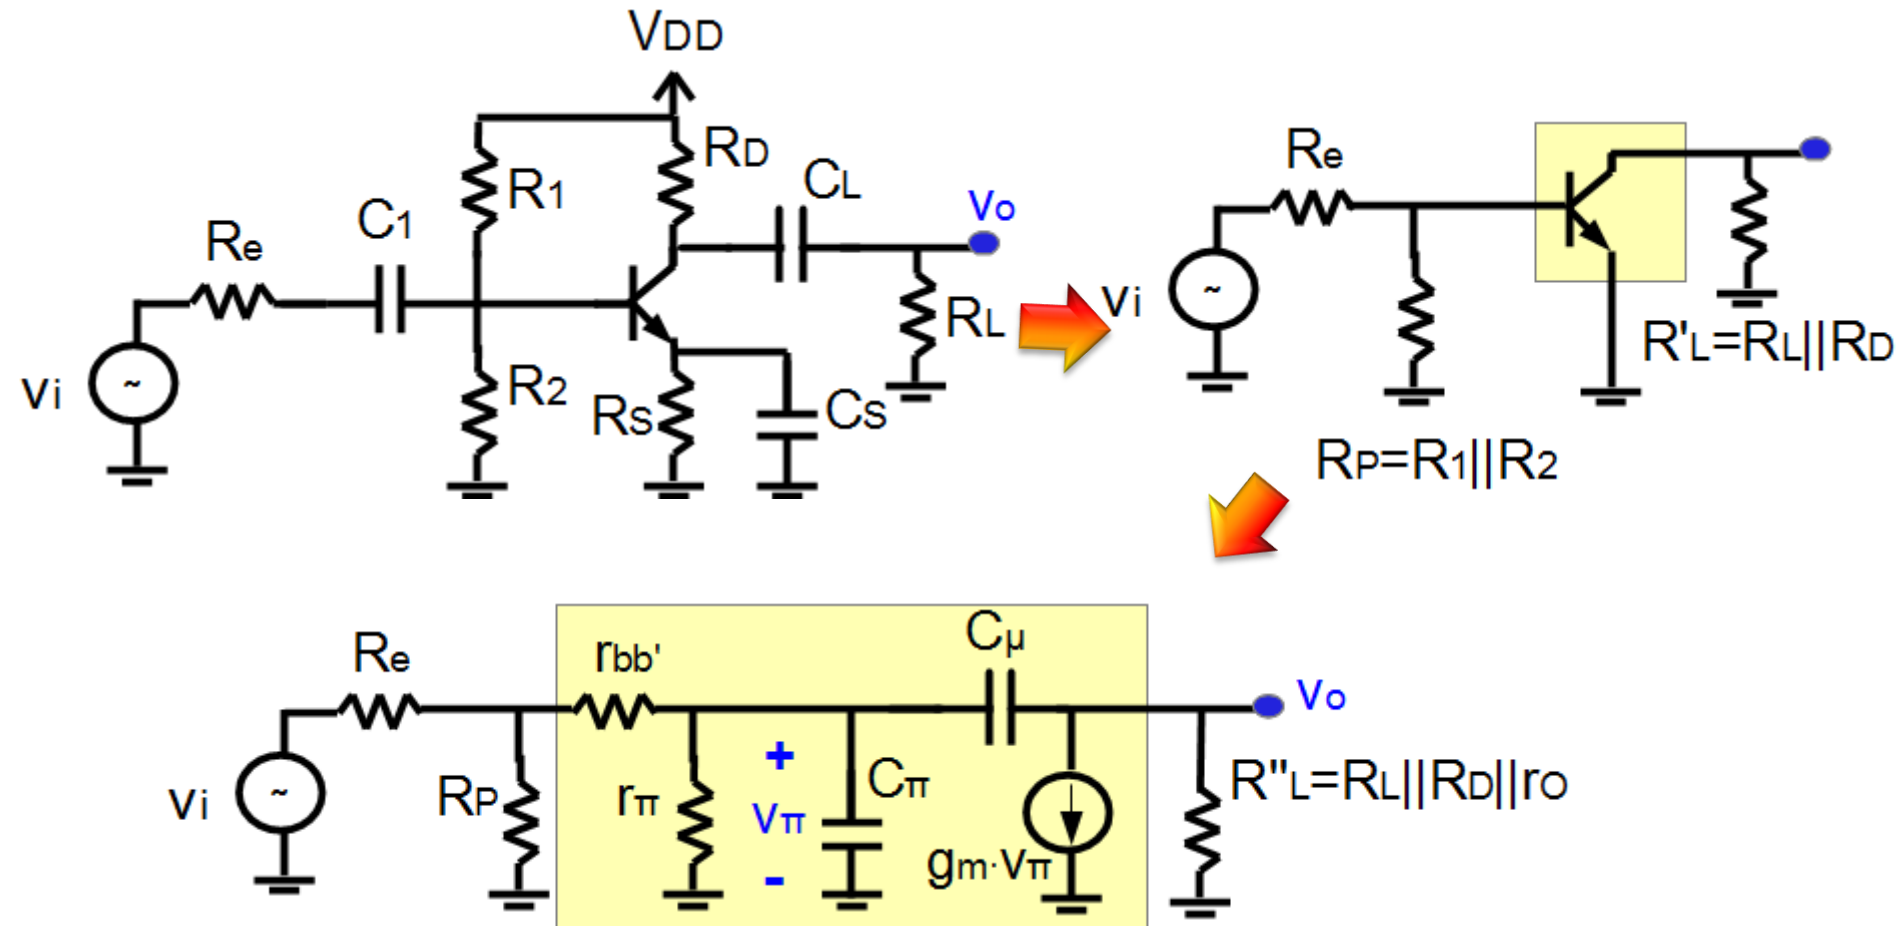 VDD
R1
RD
CL
vo
Re
C1
R2
RS
CS
RL
vi
~
Re
vi
~
R'L=RL||RD
RP=R1||R2
Re
rbb'
Cμ
vo
vi
~
RP
rπ
+
vπ
-
Cπ
gm·vπ
R"L=RL||RD||rO